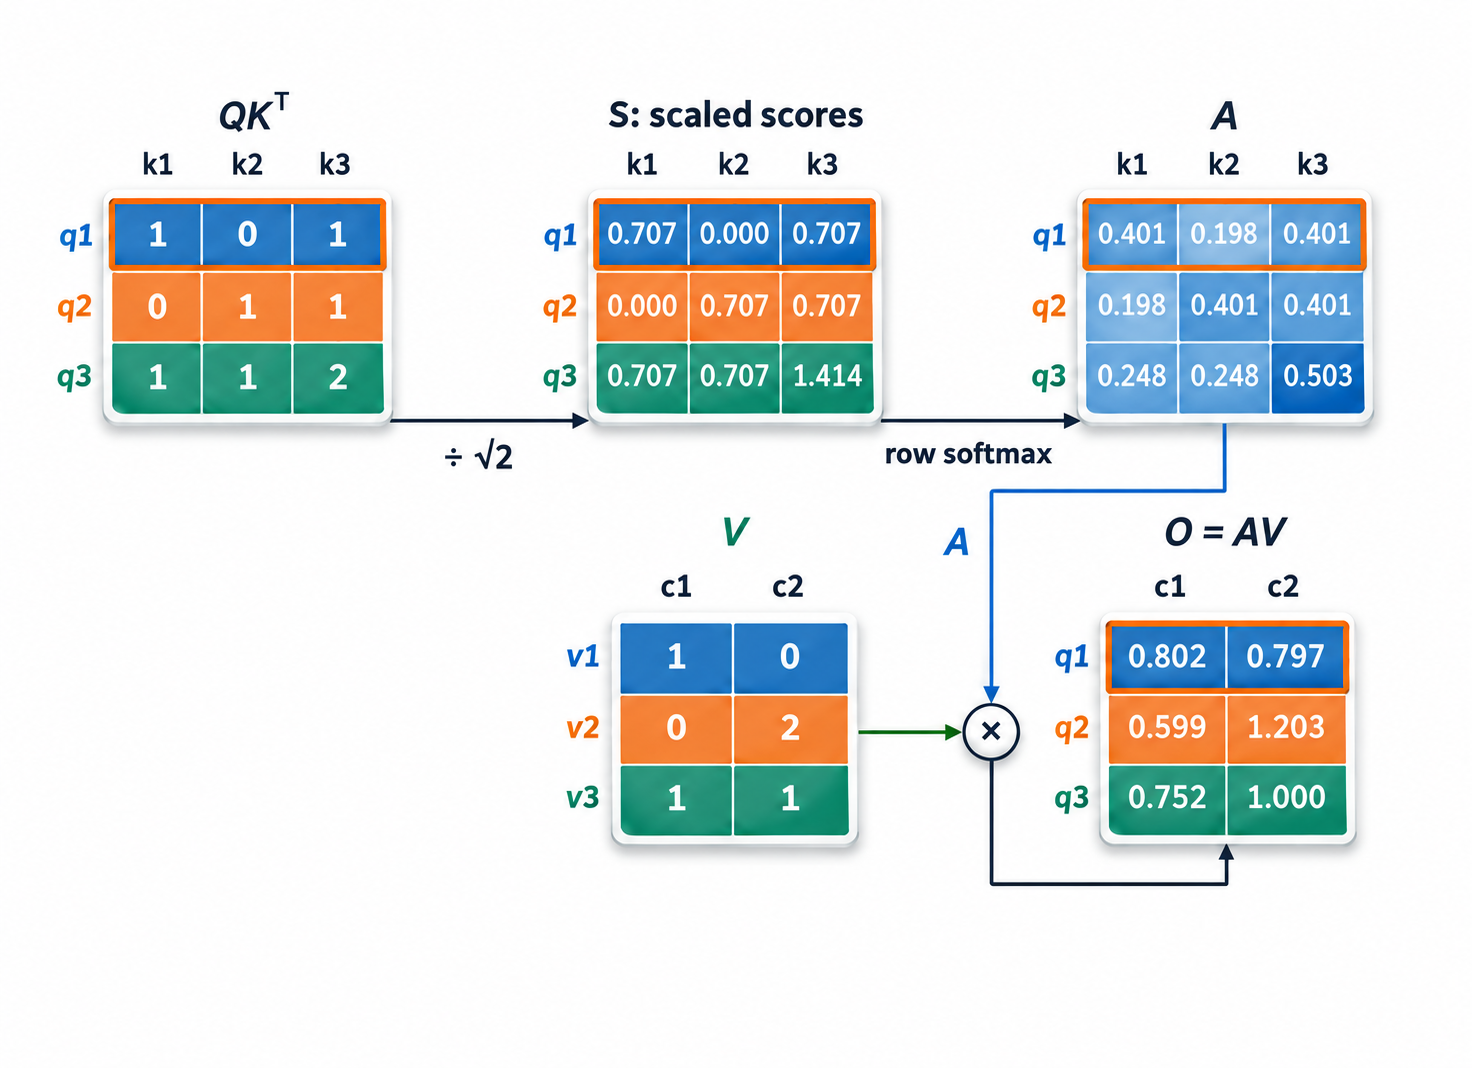 QKᵀ
k1 k2 k3
q1 1 0 1
q2 0 1 1
q3 1 1 2
÷ √2
S: scaled scores
k1 k2 k3
q1 0.707 0.000 0.707
q2 0.000 0.707 0.707
q3 0.707 0.707 1.414
row softmax
A
k1 k2 k3
q1 0.401 0.198 0.401
q2 0.198 0.401 0.401
q3 0.248 0.248 0.503
V
c1 c2
v1 1 0
v2 0 2
v3 1 1
A
×
O = AV
c1 c2
q1 0.802 0.797
q2 0.599 1.203
q3 0.752 1.000